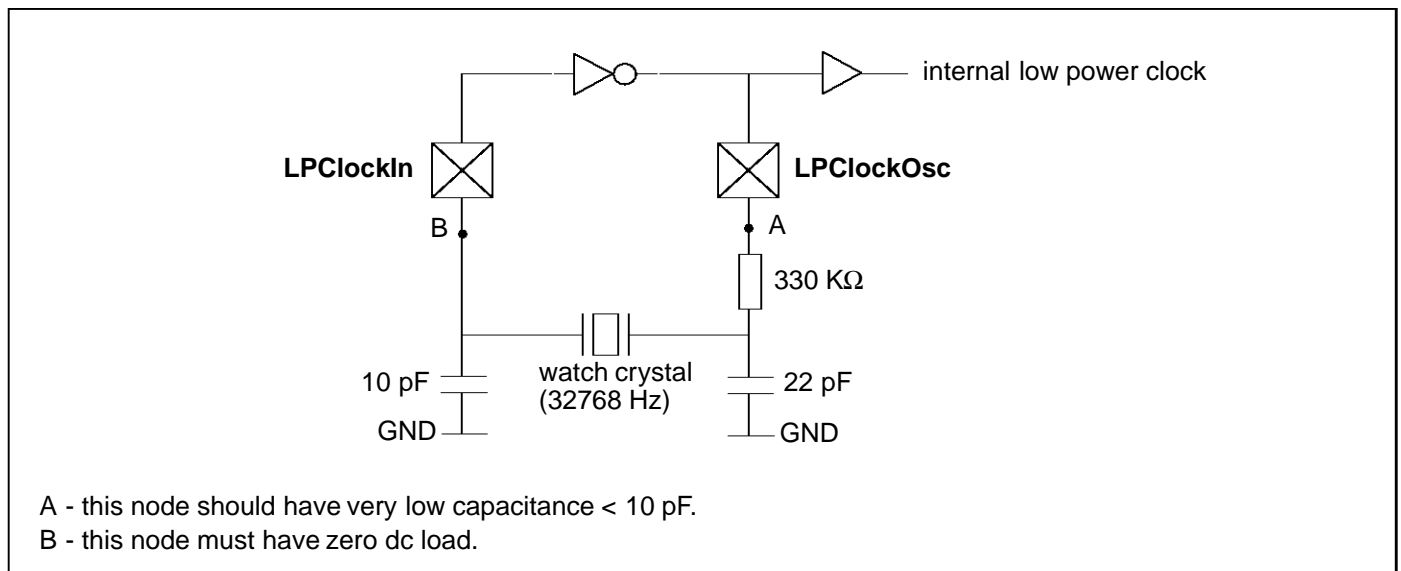 internal low power clock
LPClockIn
LPClockOsc
B
A
330 KΩ
10 pF
watch crystal
(32768 Hz)
22 pF
GND
GND
A - this node should have very low capacitance < 10 pF.
B - this node must have zero dc load.